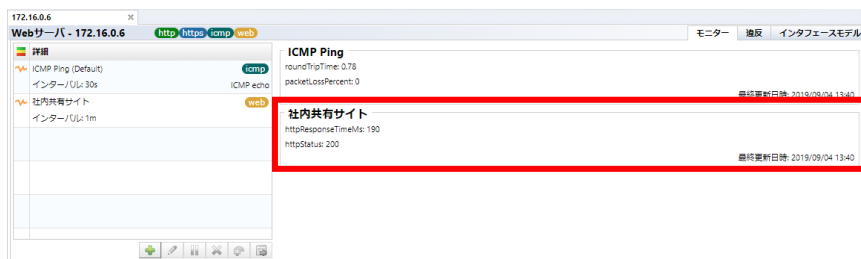 172.16.0.6 ×
Webサーバ - 172.16.0.6 http https icmp web
モニター 違反 インタフェースモデル
詳細
ICMP Ping (Default) icmp
インターバル: 30s ICMP echo
社内共有サイト web
インターバル: 1m
ICMP Ping
roundTripTime: 0.78
packetLossPercent: 0
最終更新日時: 2019/09/04 13:40
社内共有サイト
httpResponseTimeMs: 190
httpStatus: 200
最終更新日時: 2019/09/04 13:40